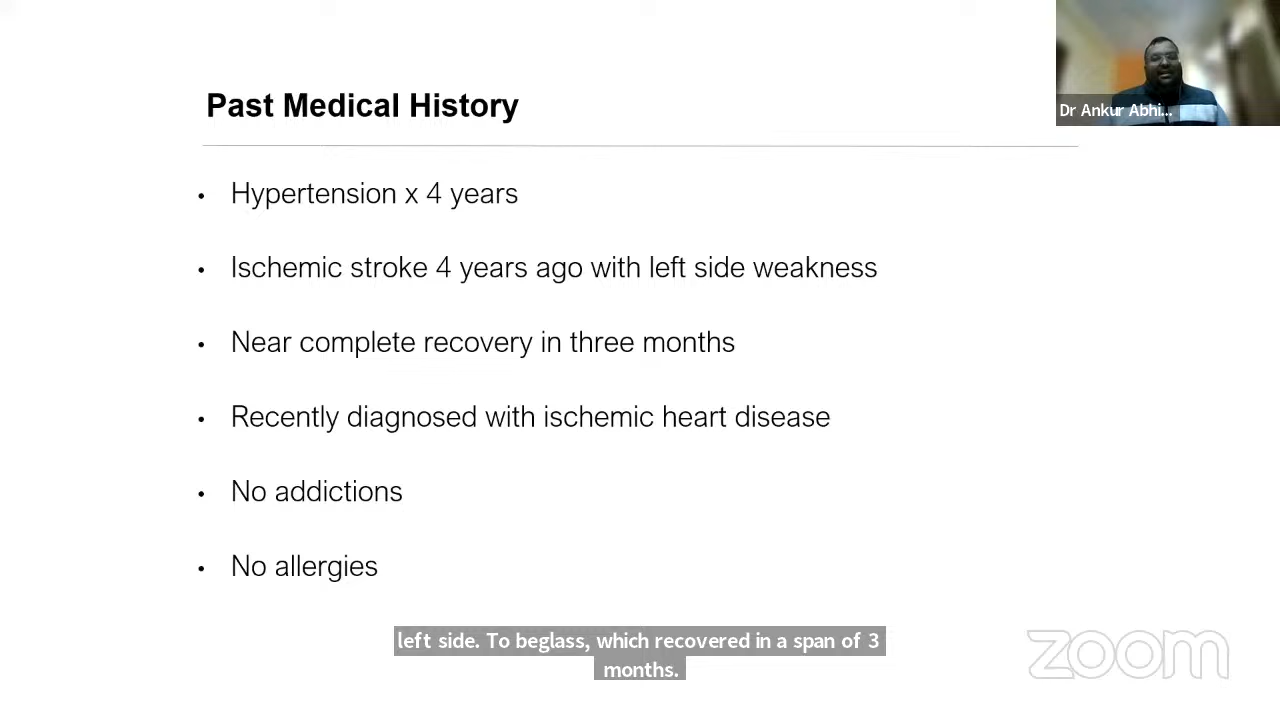 Past Medical History
Dr Ankur Abhi...
• Hypertension x 4 years
• Ischemic stroke 4 years ago with left side weakness
• Near complete recovery in three months
• Recently diagnosed with ischemic heart disease
• No addictions
• No allergies
left side. To beglass, which recovered in a span of 3
months.
zoom